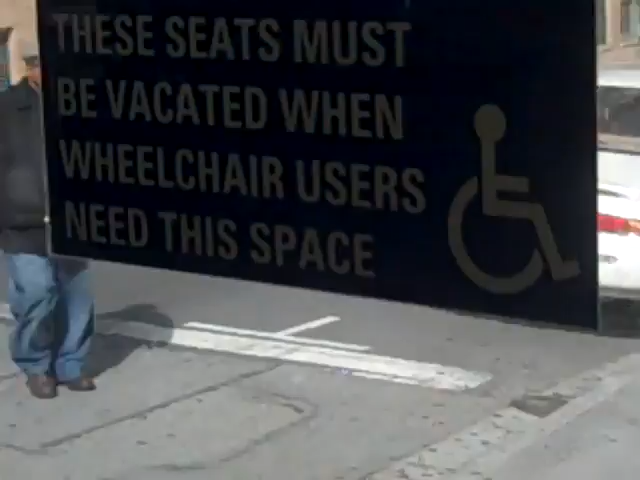 THESE SEATS MUST
BE VACATED WHEN
WHEELCHAIR USERS
NEED THIS SPACE